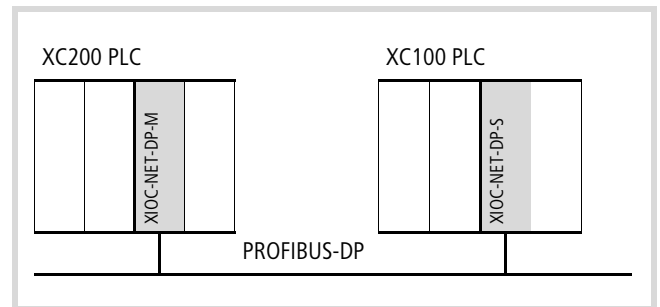 XC200 PLC
XC100 PLC
XIOC-NET-DP-M
XIOC-NET-DP-S
PROFIBUS-DP